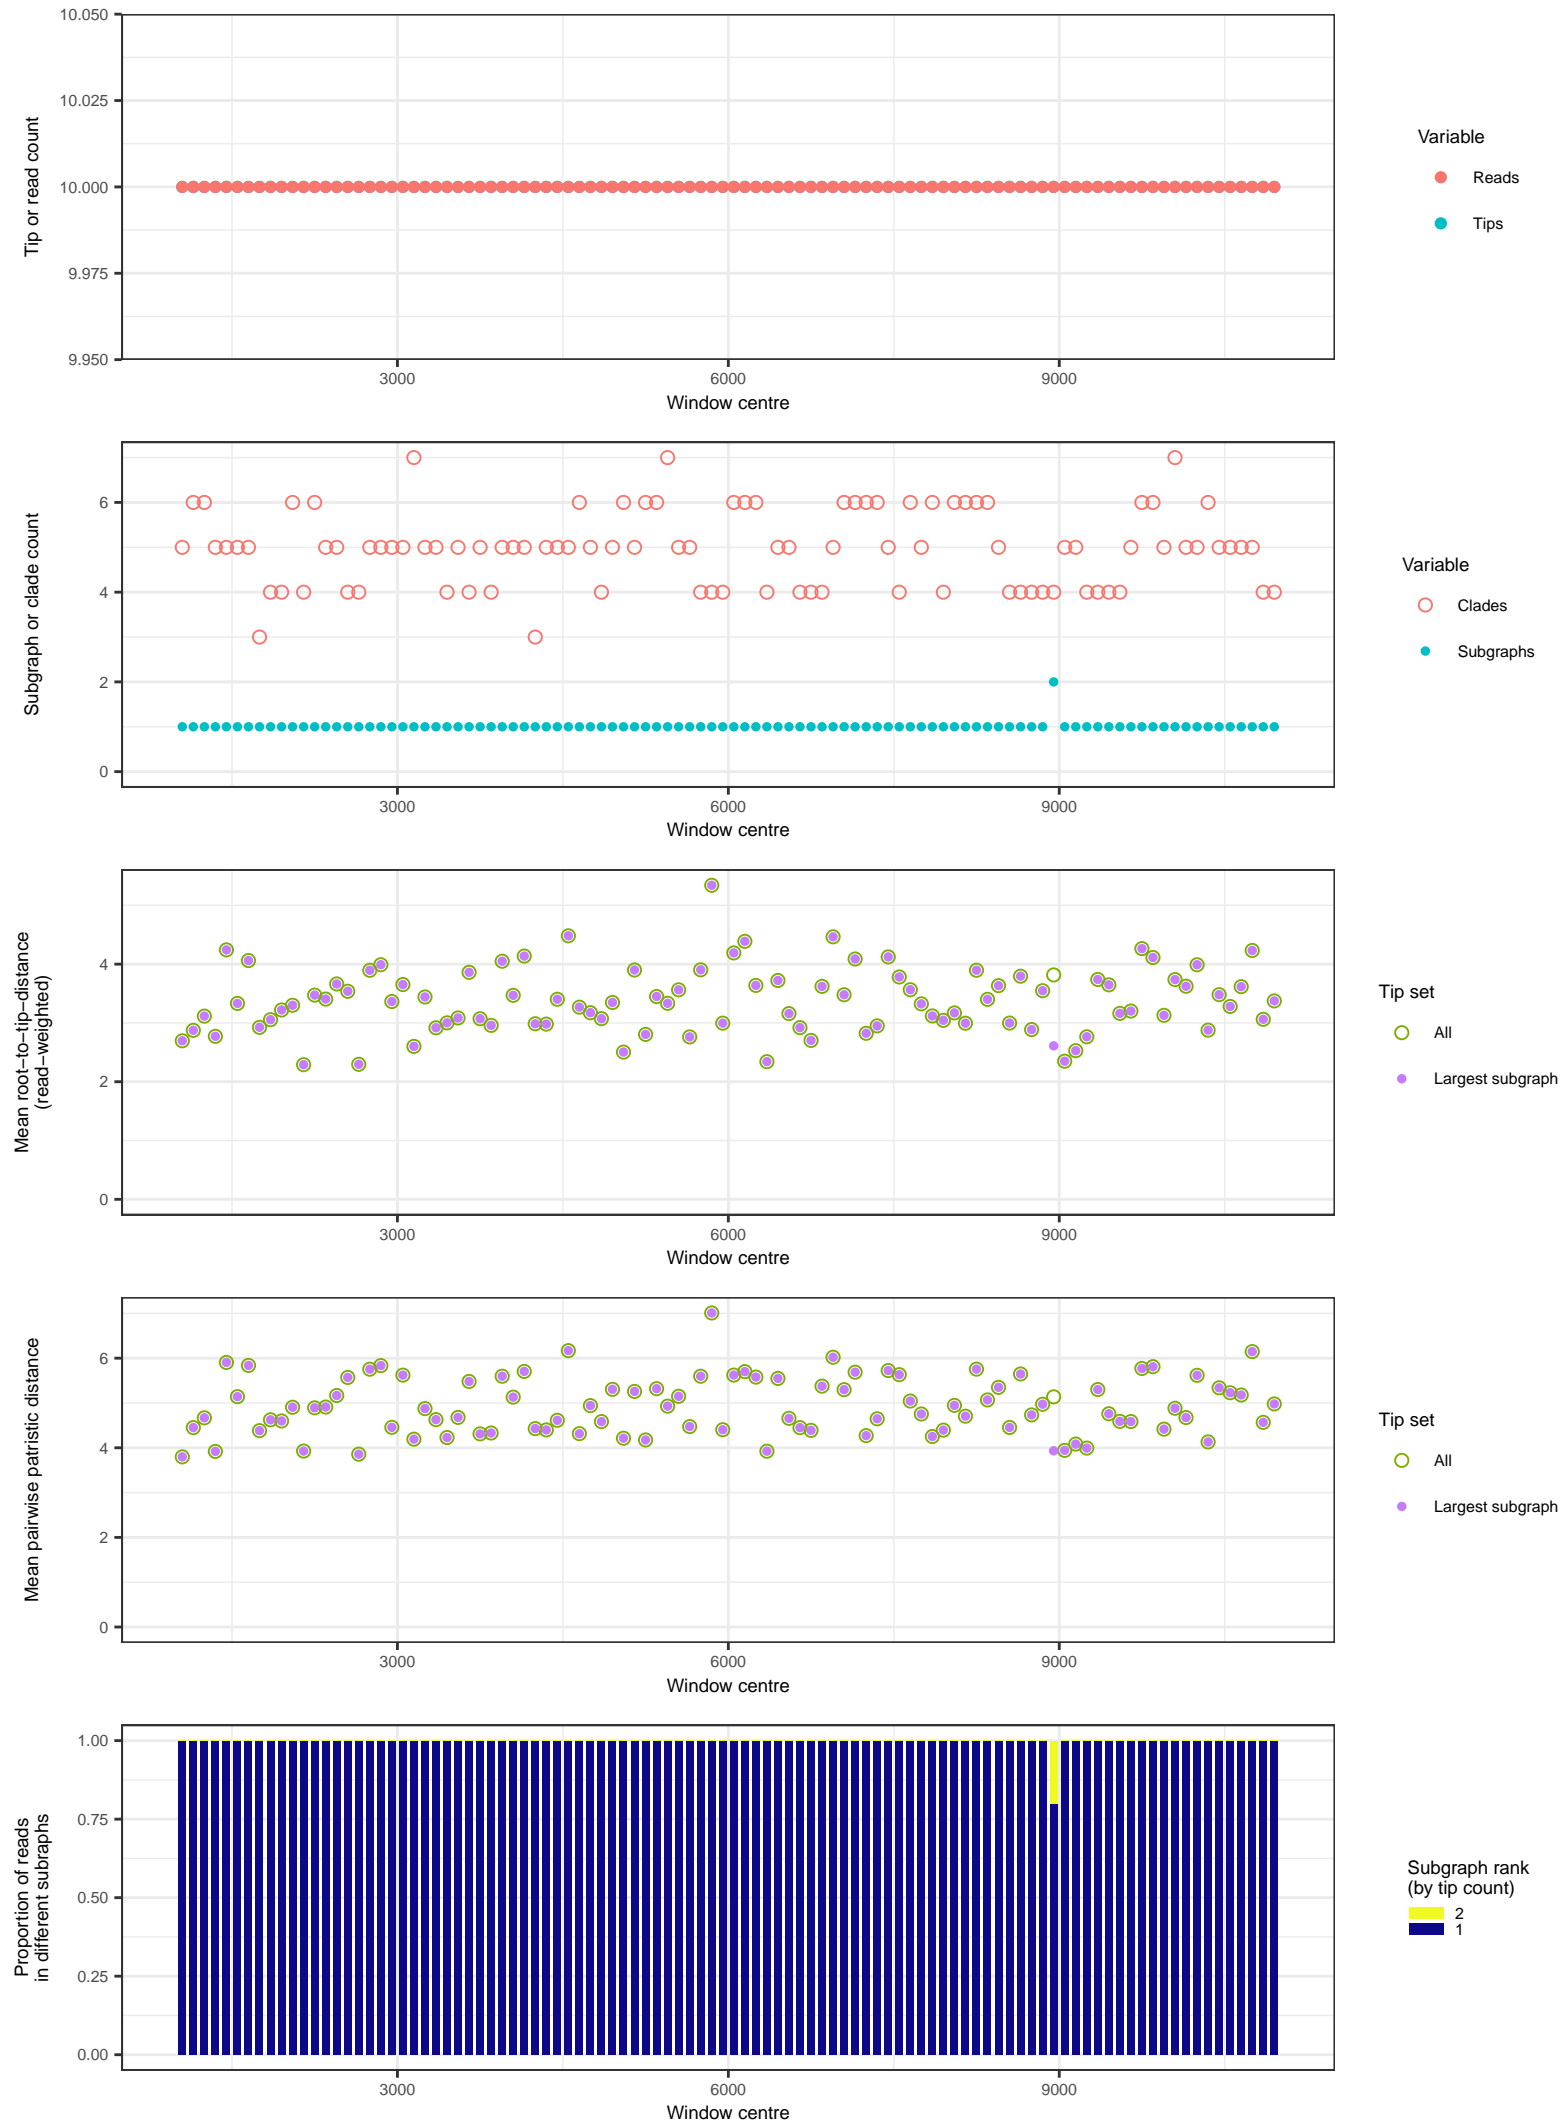 10.050
10.025
10.000
9.975
9.950
Tip or read count
3000
6000
9000
Window centre
Variable
Reads
Tips
6
4
2
0
Subgraph or clade count
3000
6000
9000
Window centre
Variable
Clades
Subgraphs
4
2
0
Mean root−to−tip−distance
(read−weighted)
3000
6000
9000
Window centre
Tip set
All
Largest subgraph
6
4
2
0
Mean pairwise patristic distance
3000
6000
9000
Window centre
Tip set
All
Largest subgraph
1.00
0.75
0.50
0.25
0.00
Proportion of reads
in different subraphs
3000
6000
9000
Window centre
Subgraph rank
(by tip count)
2
1